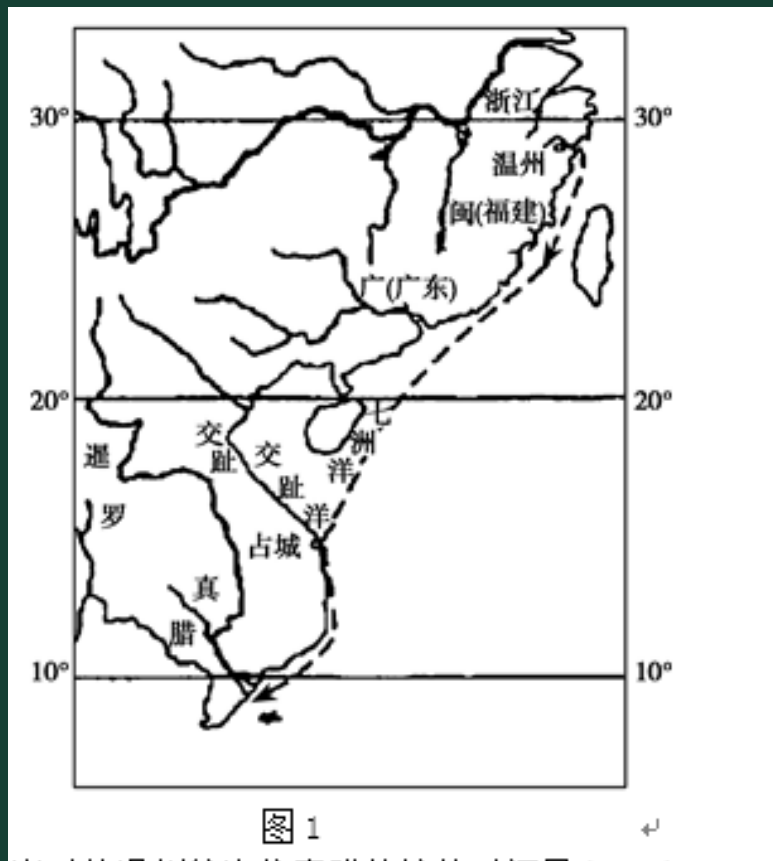 浙江
30° 30°
温州
闽(福建)
广(广东)
20° 20°
七洲洋
交趾
交趾洋
暹罗
占城
真腊
10° 10°
图 1